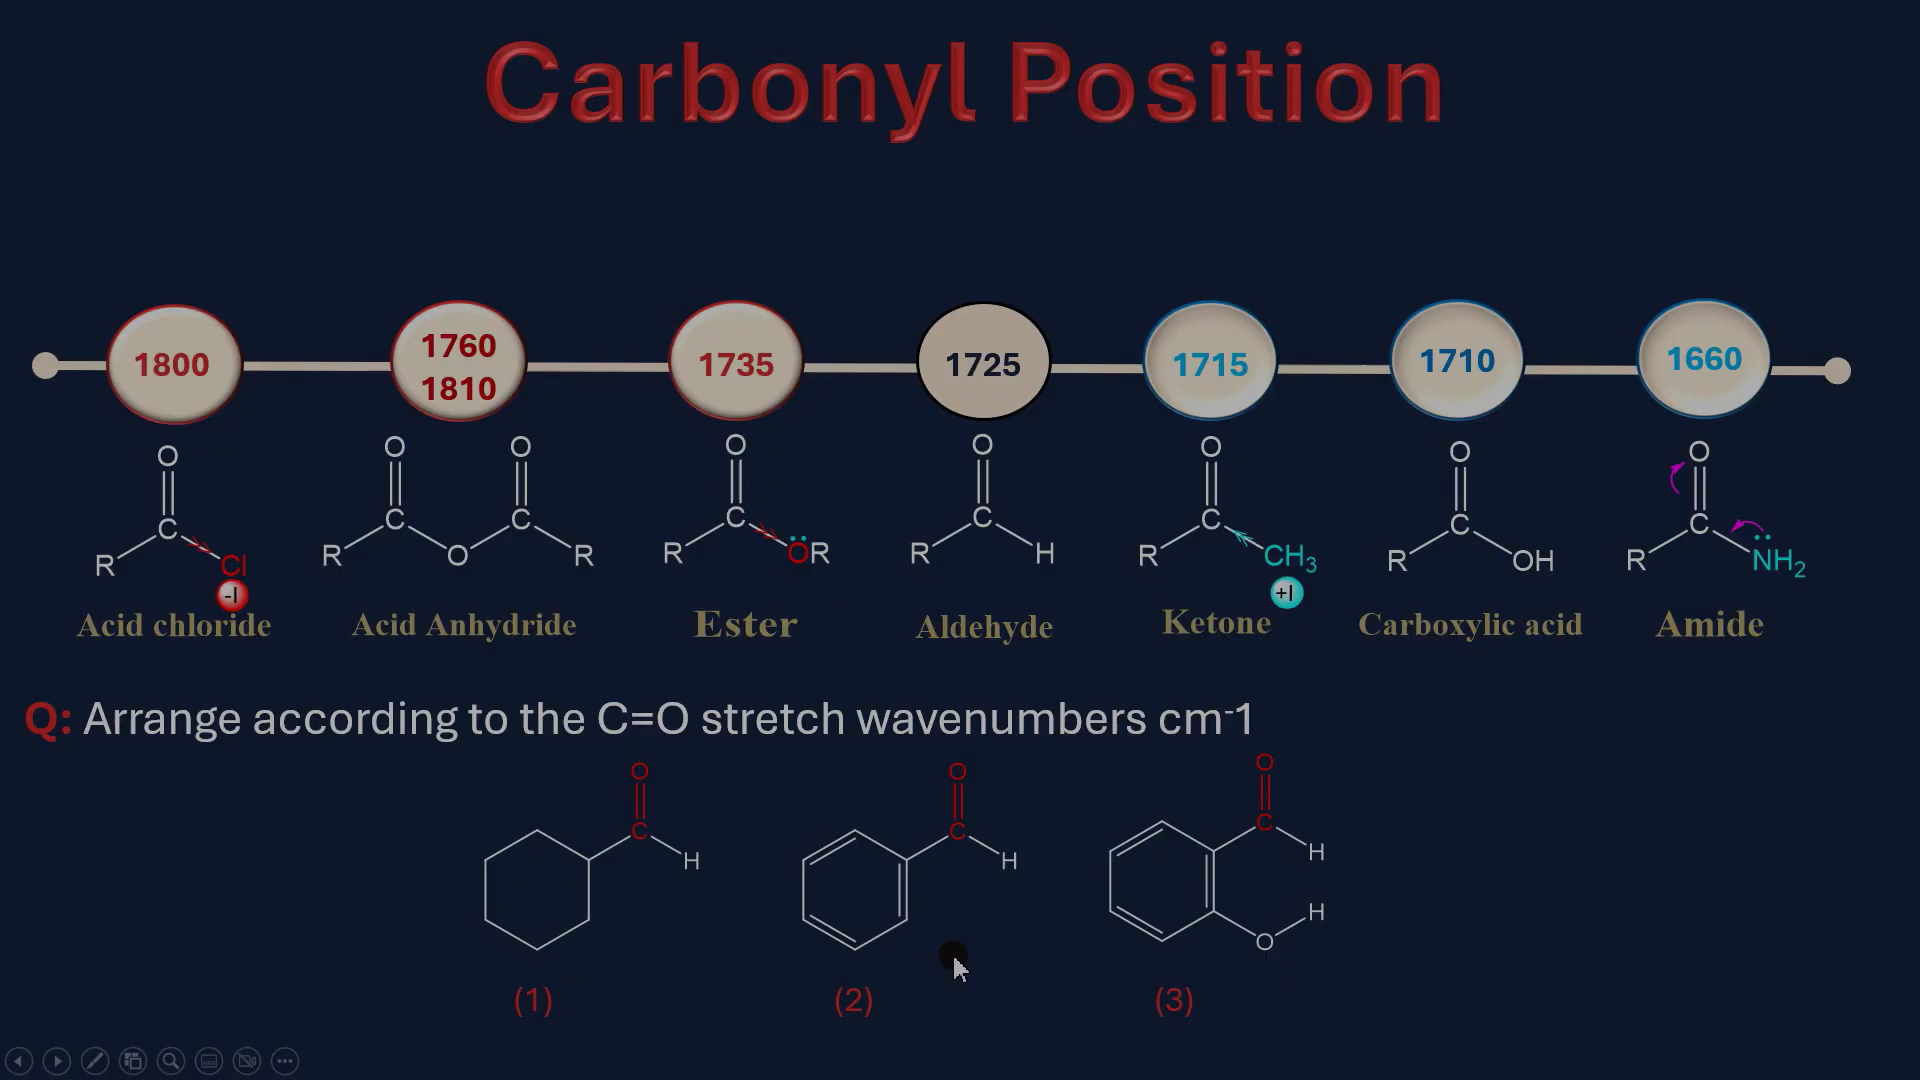 Carbonyl Position
1800
1760
1810
1735
1725
1715
1710
1660
O
C
R
Cl
-I
O
O
C
C
R
O
R
O
C
R
OR
O
C
R
H
O
C
R
CH3
+I
O
C
R
OH
O
C
R
NH2
Acid chloride
Acid Anhydride
Ester
Aldehyde
Ketone
Carboxylic acid
Amide
Q: Arrange according to the C=O stretch wavenumbers cm-1
O
C
H
O
C
H
O
C
H
H
O
(1)
(2)
(3)